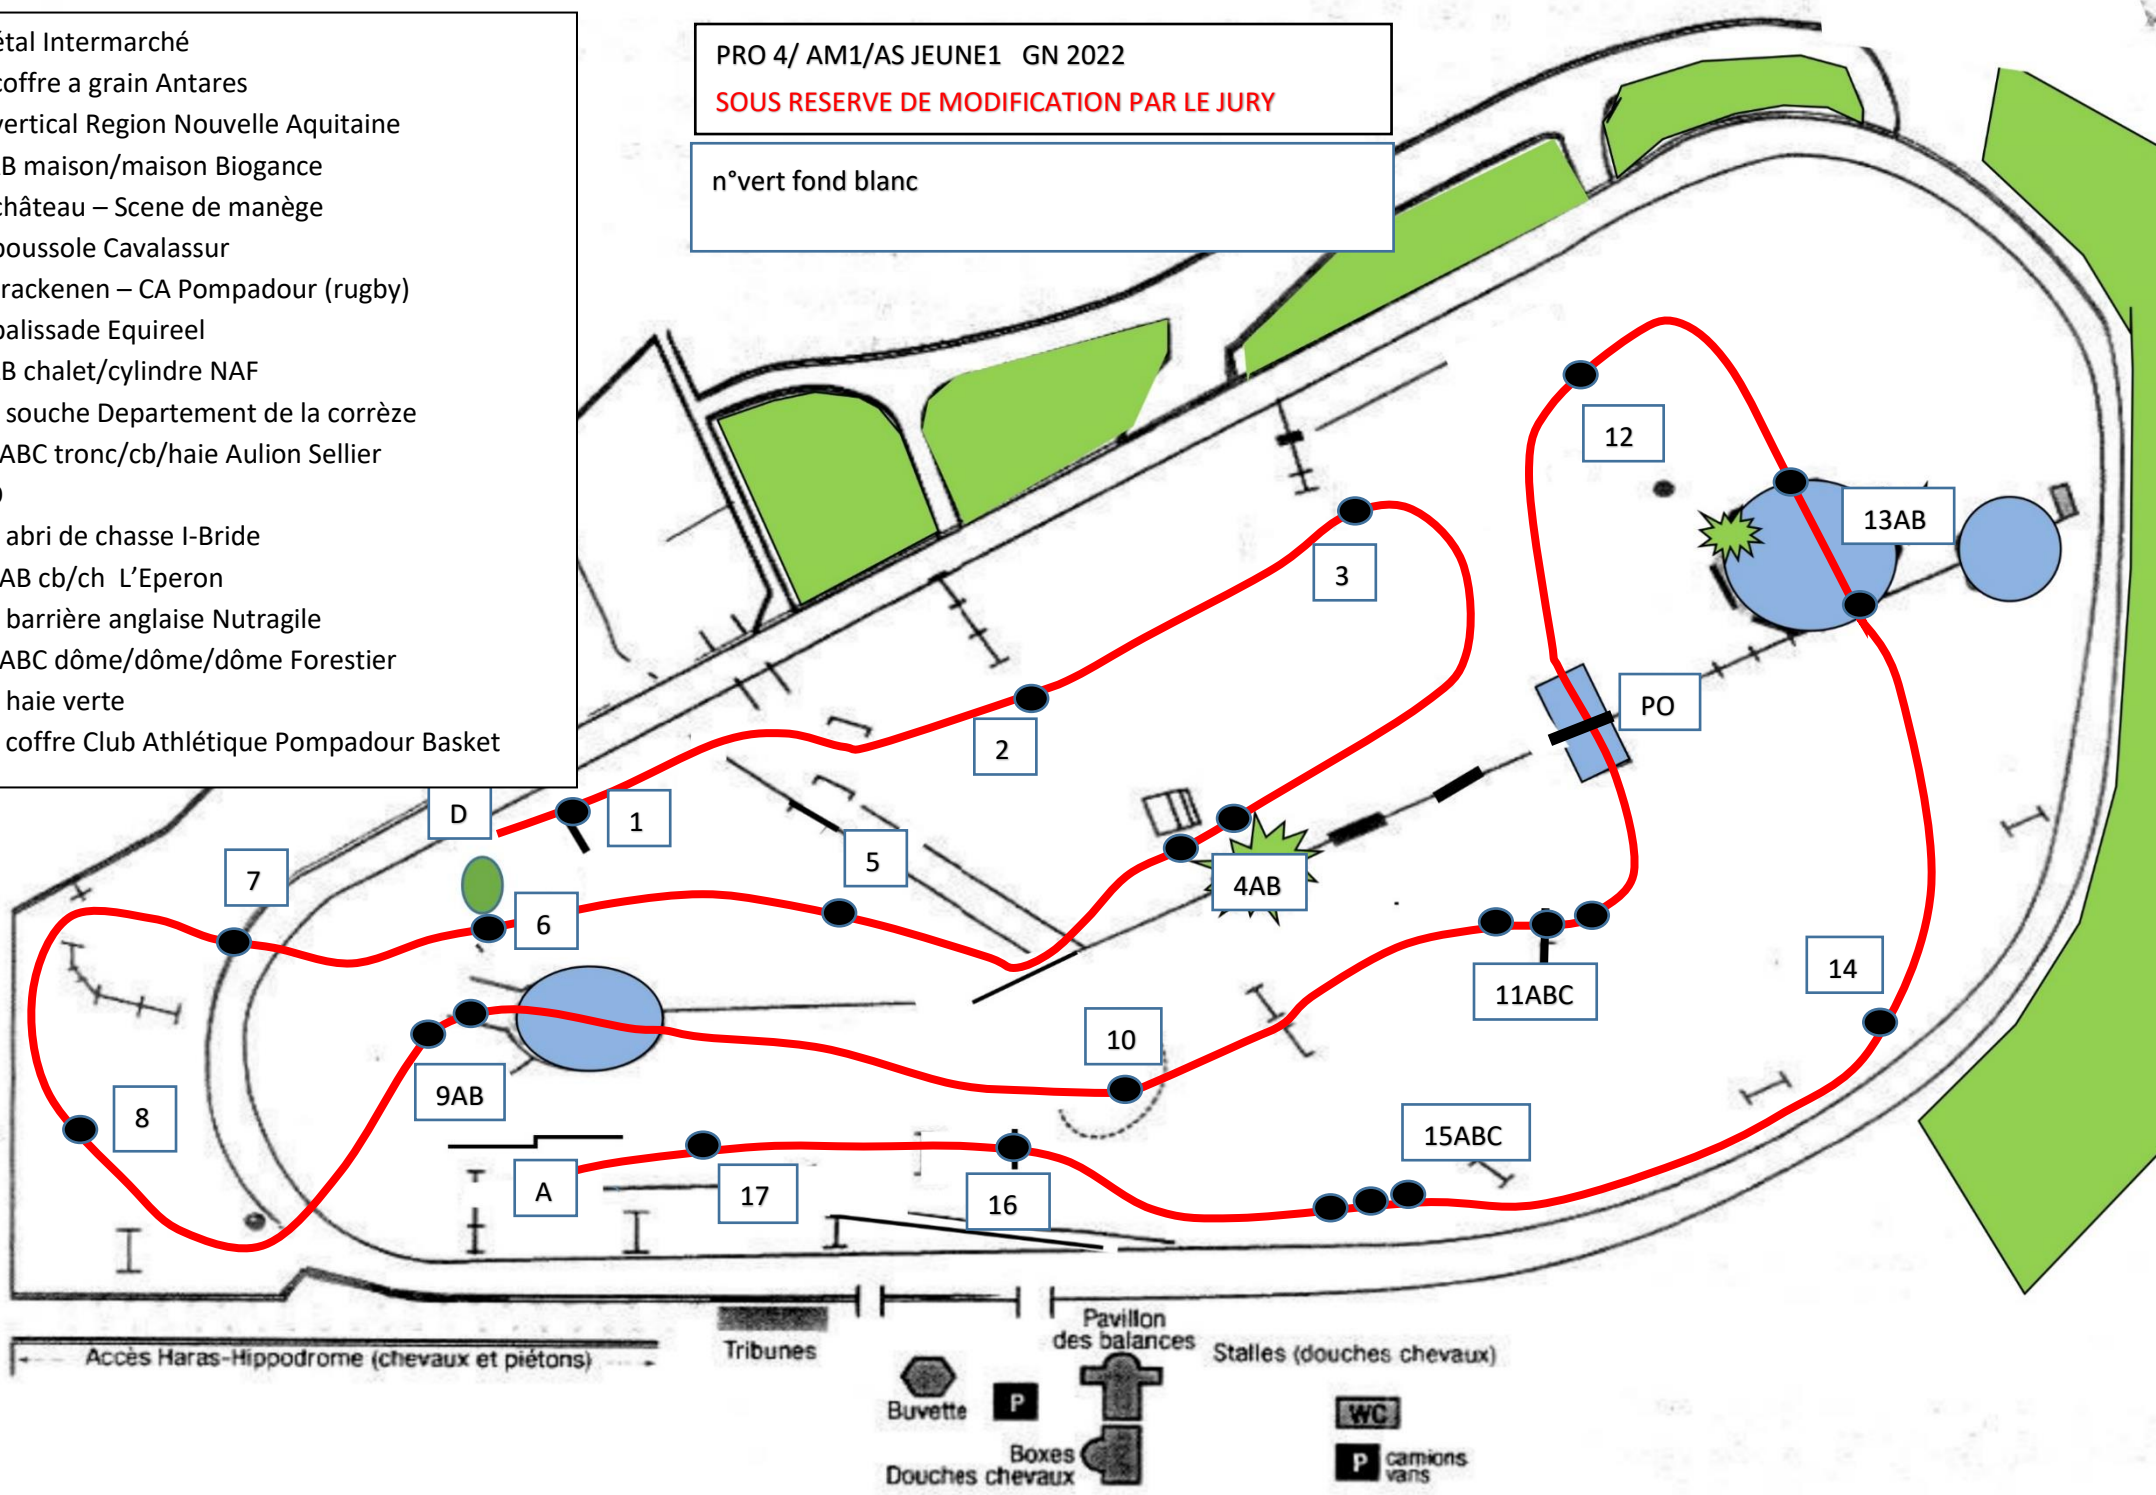 étal Intermarché
coffre a grain Antares
vertical Region Nouvelle Aquitaine
B maison/maison Biogance
château – Scene de manège
boussole Cavalassur
trackenen – CA Pompadour (rugby)
palissade Equireel
B chalet/cylindre NAF
souche Departement de la corrèze
ABC tronc/cb/haie Aulion Sellier
abri de chasse I-Bride
AB cb/ch L'Eperon
barrière anglaise Nutragile
ABC dôme/dôme/dôme Forestier
haie verte
coffre Club Athlétique Pompadour Basket
PRO 4/ AM1/AS JEUNE1 GN 2022
SOUS RESERVE DE MODIFICATION PAR LE JURY
n°vert fond blanc
12
13AB
3
PO
2
D
1
5
7
4AB
6
14
11ABC
10
9AB
8
15ABC
A
17
16
Accès Haras-Hippodrome (chevaux et piétons)
Tribunes
Pavillon
des balances
Stalles (douches chevaux)
Buvette
P
WC
Boxes
Douches chevaux
P
camions
vans